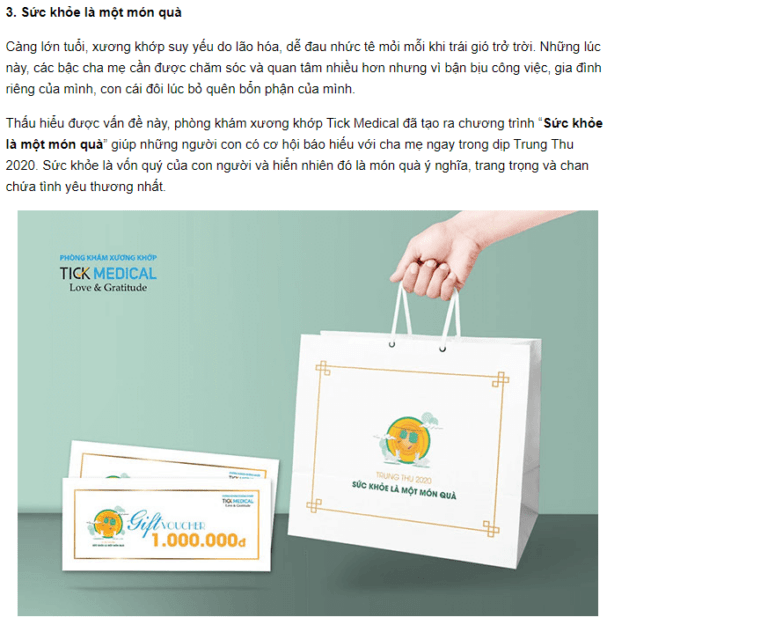 3. Sức khỏe là một món quà
Càng lớn tuổi, xương khớp suy yếu do lão hóa, dễ đau nhức tê mỏi mỗi khi trái gió trở trời. Những lúc
này, các bậc cha mẹ cần được chăm sóc và quan tâm nhiều hơn nhưng vì bận bịu công việc, gia đình
riêng của mình, con cái đôi lúc bỏ quên bổn phận của mình.
Thấu hiểu được vấn đề này, phòng khám xương khớp Tick Medical đã tạo ra chương trình “Sức khỏe
là một món quà” giúp những người con có cơ hội báo hiếu với cha mẹ ngay trong dịp Trung Thu
2020. Sức khỏe là vốn quý của con người và hiển nhiên đó là món quà ý nghĩa, trang trọng và chan
chứa tình yêu thương nhất.
PHÒNG KHÁM XƯƠNG KHỚP
TICK MEDICAL
Love & Gratitude
TRUNG THU 2020
SỨC KHỎE LÀ MỘT MÓN QUÀ
TICK MEDICAL
Love & Gratitude
Gift VOUCHER
1.000.000đ